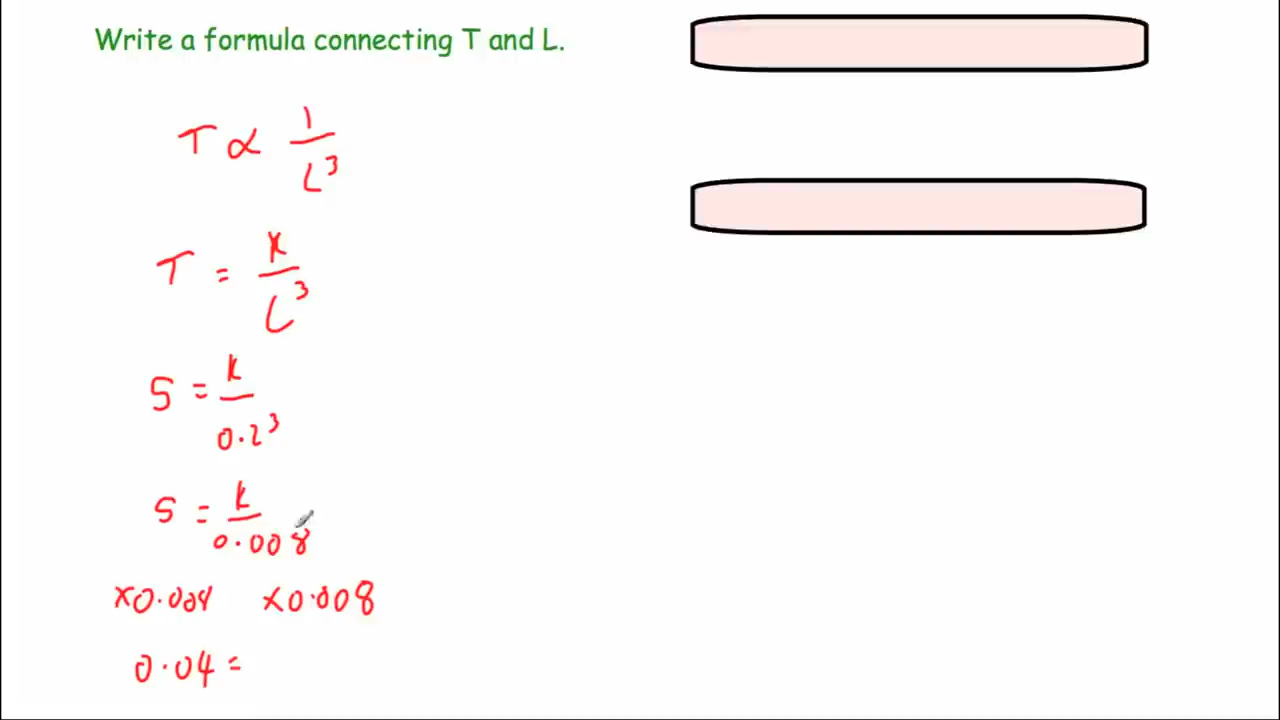 Write a formula connecting T and L.
T ∝ 1/L³
T = K/L³
5 = k/0.2³
5 = k/0.008
×0.008 ×0.008
0.04 =